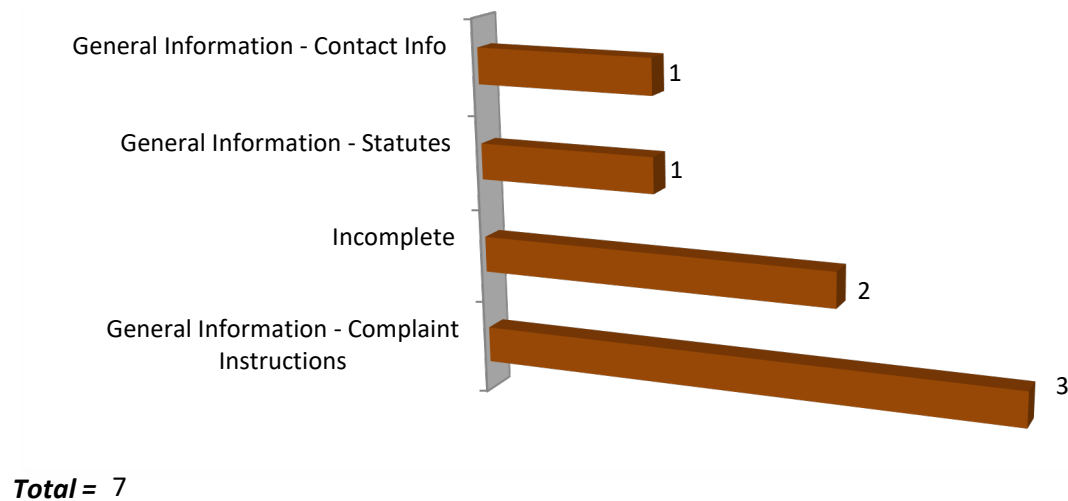 General Information - Contact Info
1
General Information - Statutes
1
Incomplete
2
General Information - Complaint
Instructions
3
Total = 7